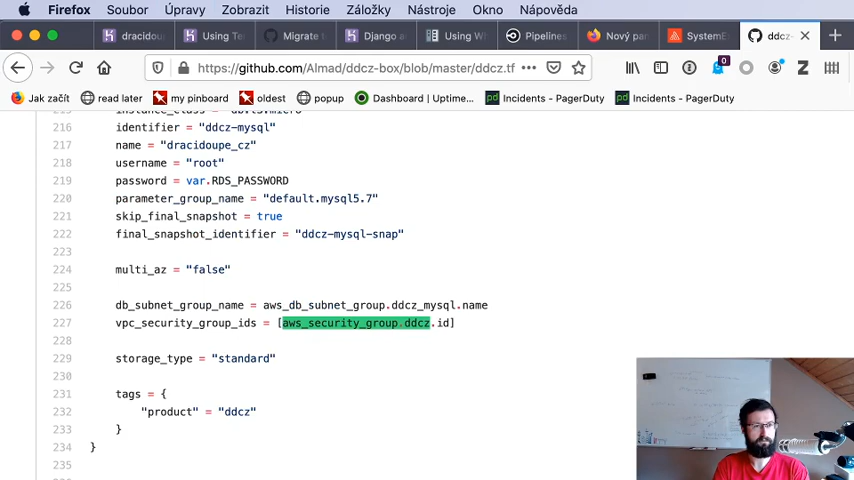 Firefox Soubor Úpravy Zobrazit Historie Záložky Nástroje Okno Nápověda
dracidou Using Te Migrate Django a Using W Pipelines Nový pan SystemE ddcz-
https://github.com/Almad/ddcz-box/blob/master/ddcz.tf
Jak začít read later my pinboard oldest popup Dashboard | Uptime... Incidents - PagerDuty Incidents - PagerDuty
216 identifier = "ddcz-mysql"
217 name = "dracidoupe_cz"
218 username = "root"
219 password = var.RDS_PASSWORD
220 parameter_group_name = "default.mysql5.7"
221 skip_final_snapshot = true
222 final_snapshot_identifier = "ddcz-mysql-snap"
223
224 multi_az = "false"
225
226 db_subnet_group_name = aws_db_subnet_group.ddcz_mysql.name
227 vpc_security_group_ids = [aws_security_group.ddcz.id]
228
229 storage_type = "standard"
230
231 tags = {
232 "product" = "ddcz"
233 }
234 }
235